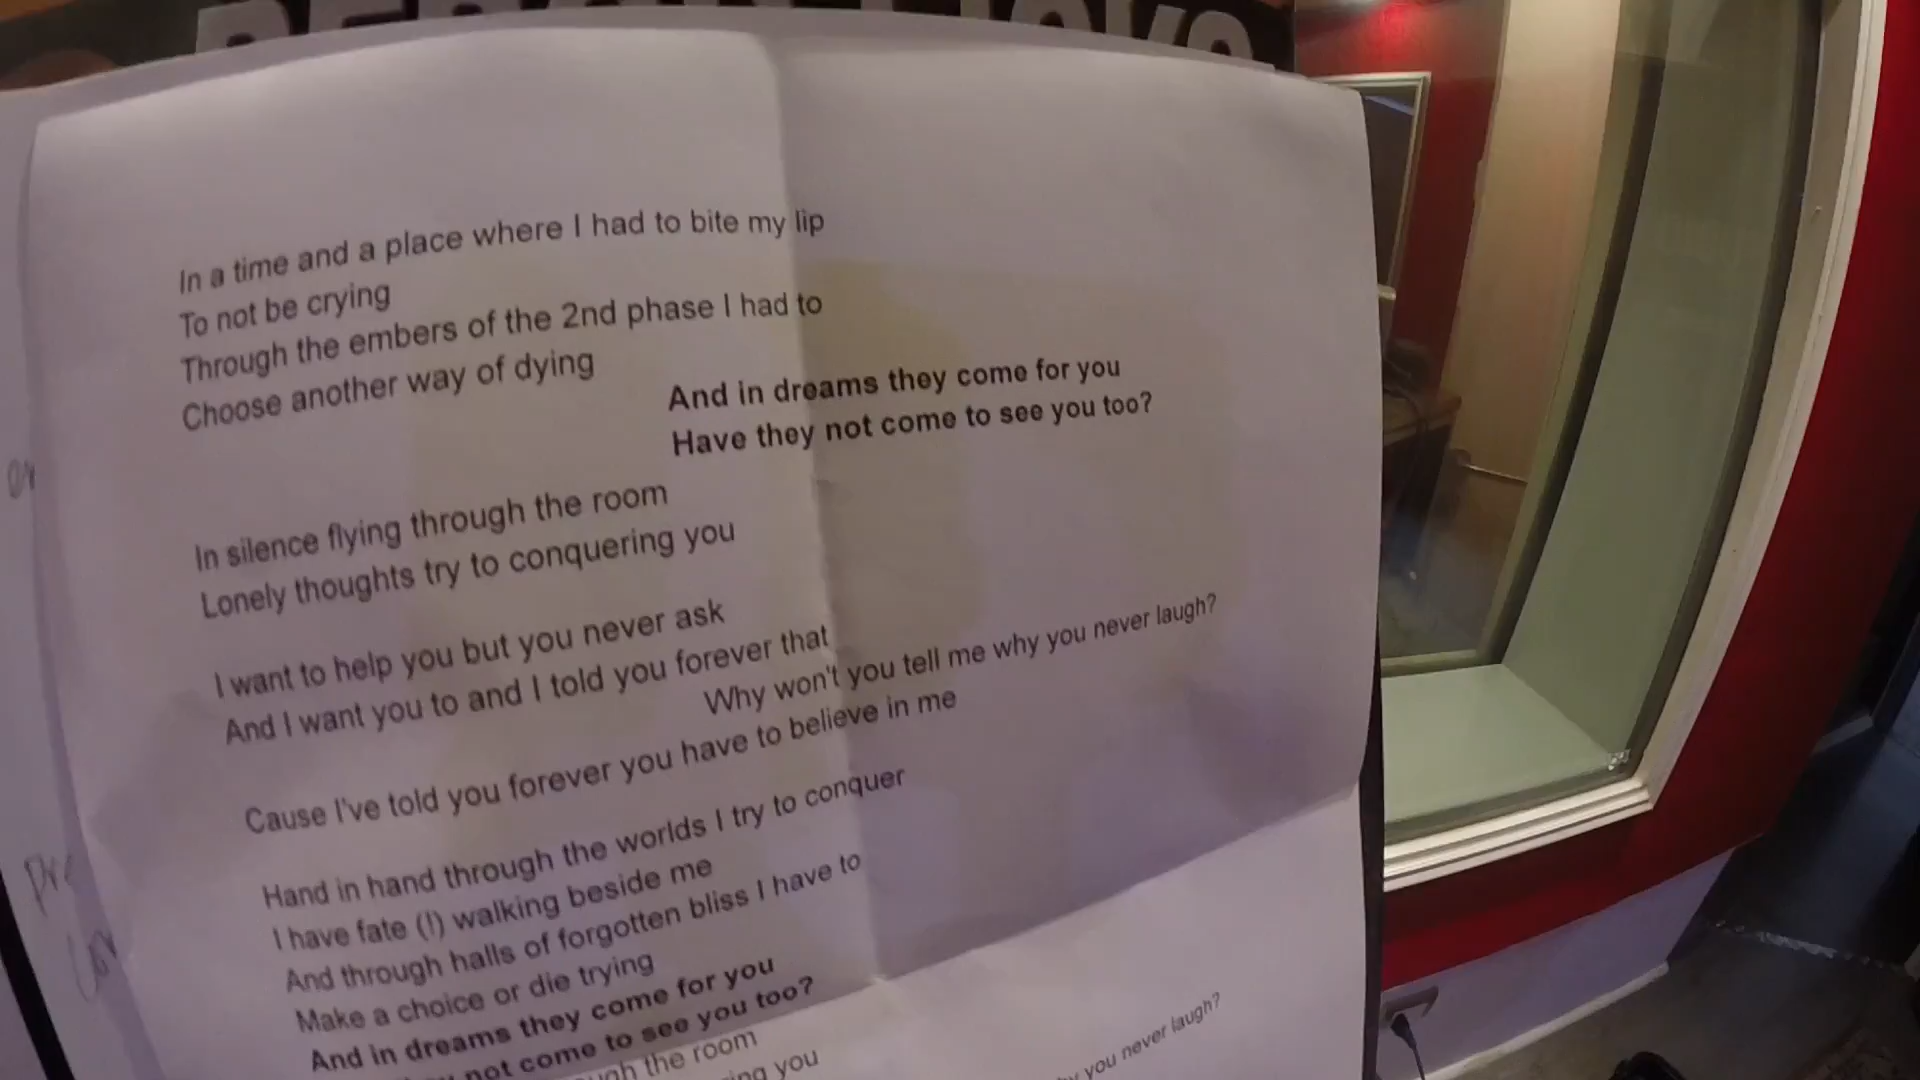 In a time and a place where I had to bite my lip
To not be crying
Through the embers of the 2nd phase I had to
Choose another way of dying
And in dreams they come for you
Have they not come to see you too?
In silence flying through the room
Lonely thoughts try to conquering you
I want to help you but you never ask
And I want you to and I told you forever that
Why won't you tell me why you never laugh?
Cause I've told you forever you have to believe in me
Hand in hand through the worlds I try to conquer
I have fate (!) walking beside me
And through halls of forgotten bliss I have to
Make a choice or die trying
And in dreams they come for you
not come to see you too?
the room
you
you never laugh?